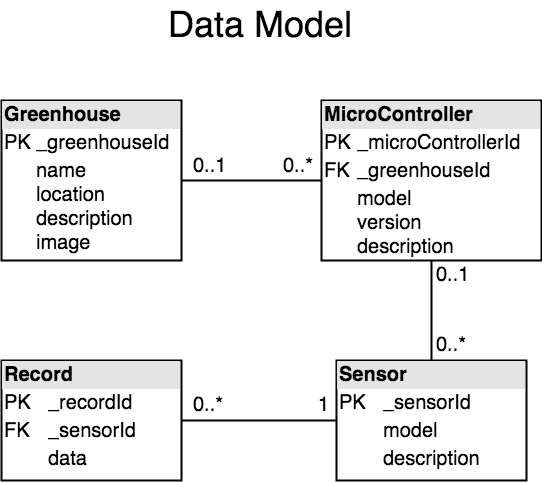 Data Model
Greenhouse
PK _greenhouseId
name
location
description
image
0..1
0..*
MicroController
PK _microControllerId
FK _greenhouseId
model
version
description
0..1
0..*
Record
PK _recordId
FK _sensorId
data
0..*
1
Sensor
PK _sensorId
model
description